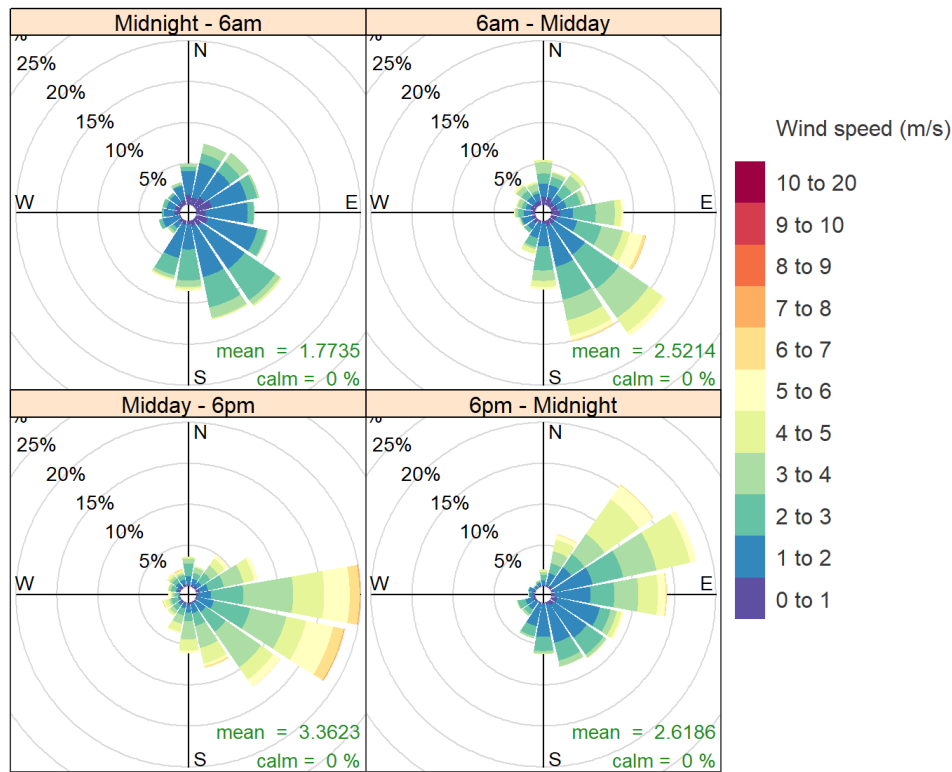 Midnight - 6am
%
25%
20%
15%
10%
5%
N
W
E
S
mean = 1.7735
calm = 0 %
6am - Midday
%
25%
20%
15%
10%
5%
N
W
E
S
mean = 2.5214
calm = 0 %
Midday - 6pm
%
25%
20%
15%
10%
5%
N
W
E
S
mean = 3.3623
calm = 0 %
6pm - Midnight
%
25%
20%
15%
10%
5%
N
W
E
S
mean = 2.6186
calm = 0 %
Wind speed (m/s)
10 to 20
9 to 10
8 to 9
7 to 8
6 to 7
5 to 6
4 to 5
3 to 4
2 to 3
1 to 2
0 to 1